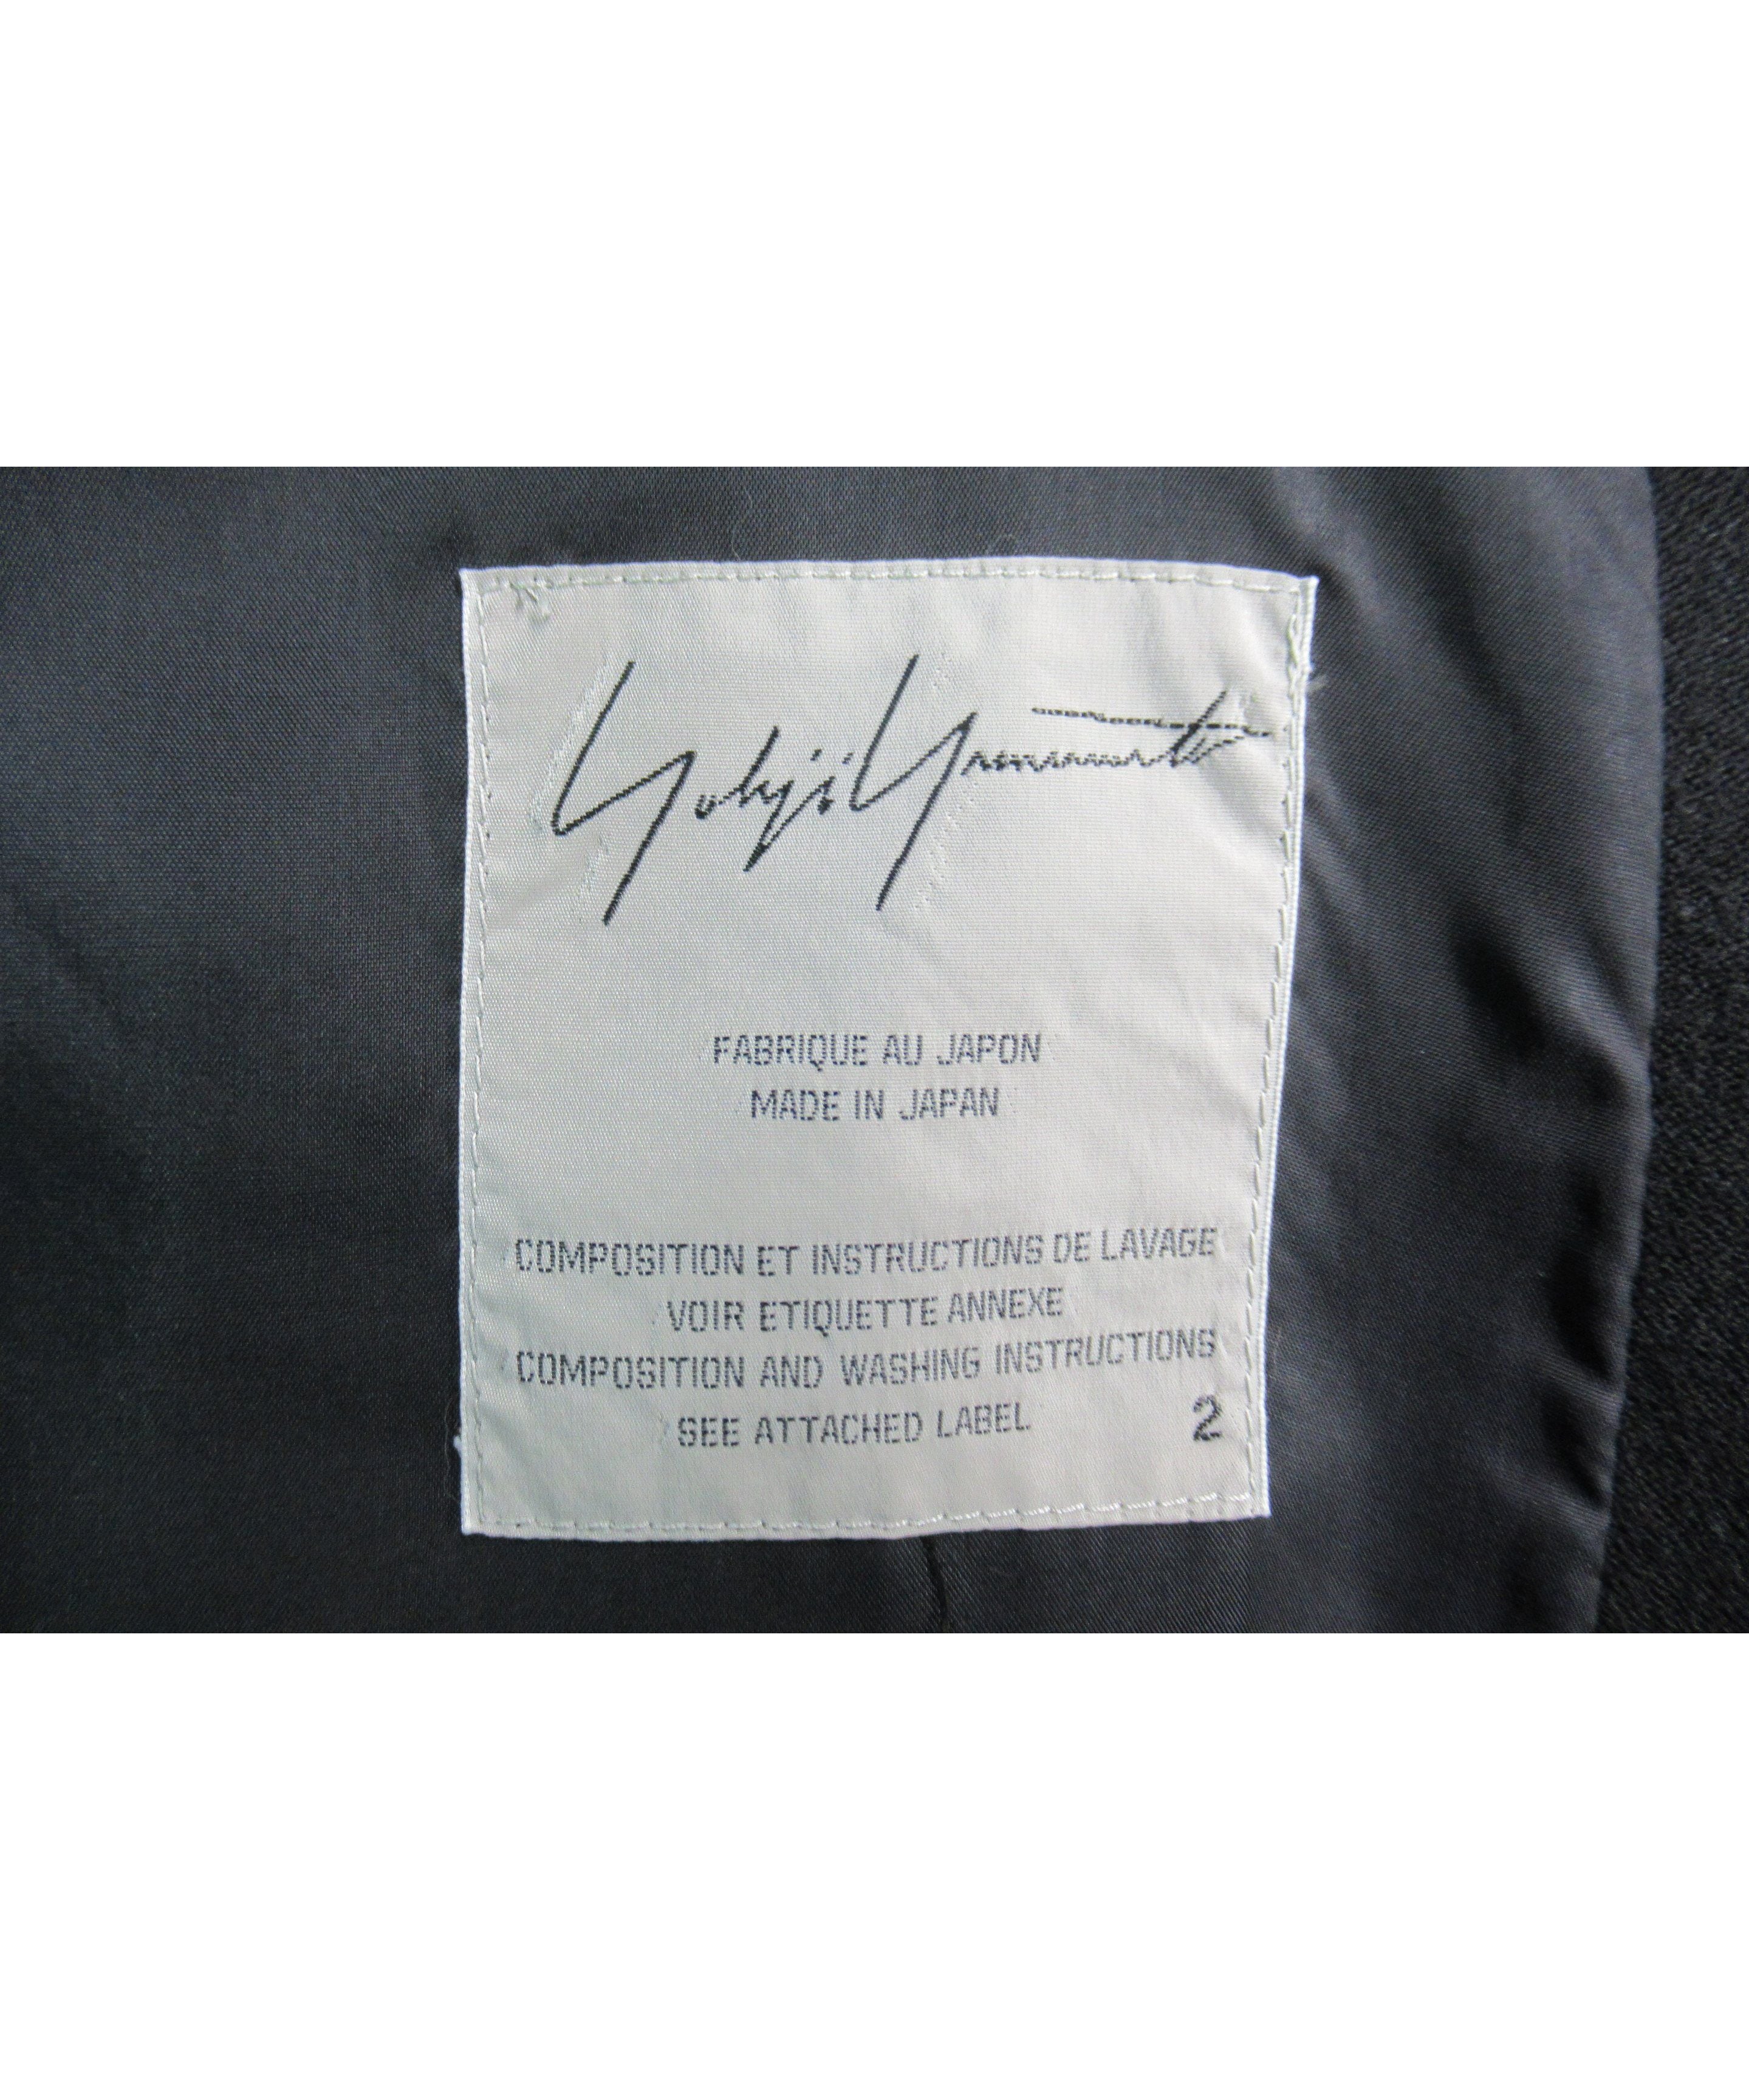 Yohji Yamamoto
FABRIQUE AU JAPON
MADE IN JAPAN
COMPOSITION ET INSTRUCTIONS DE LAVAGE
VOIR ETIQUETTE ANNEXE
COMPOSITION AND WASHING INSTRUCTIONS
SEE ATTACHED LABEL 2